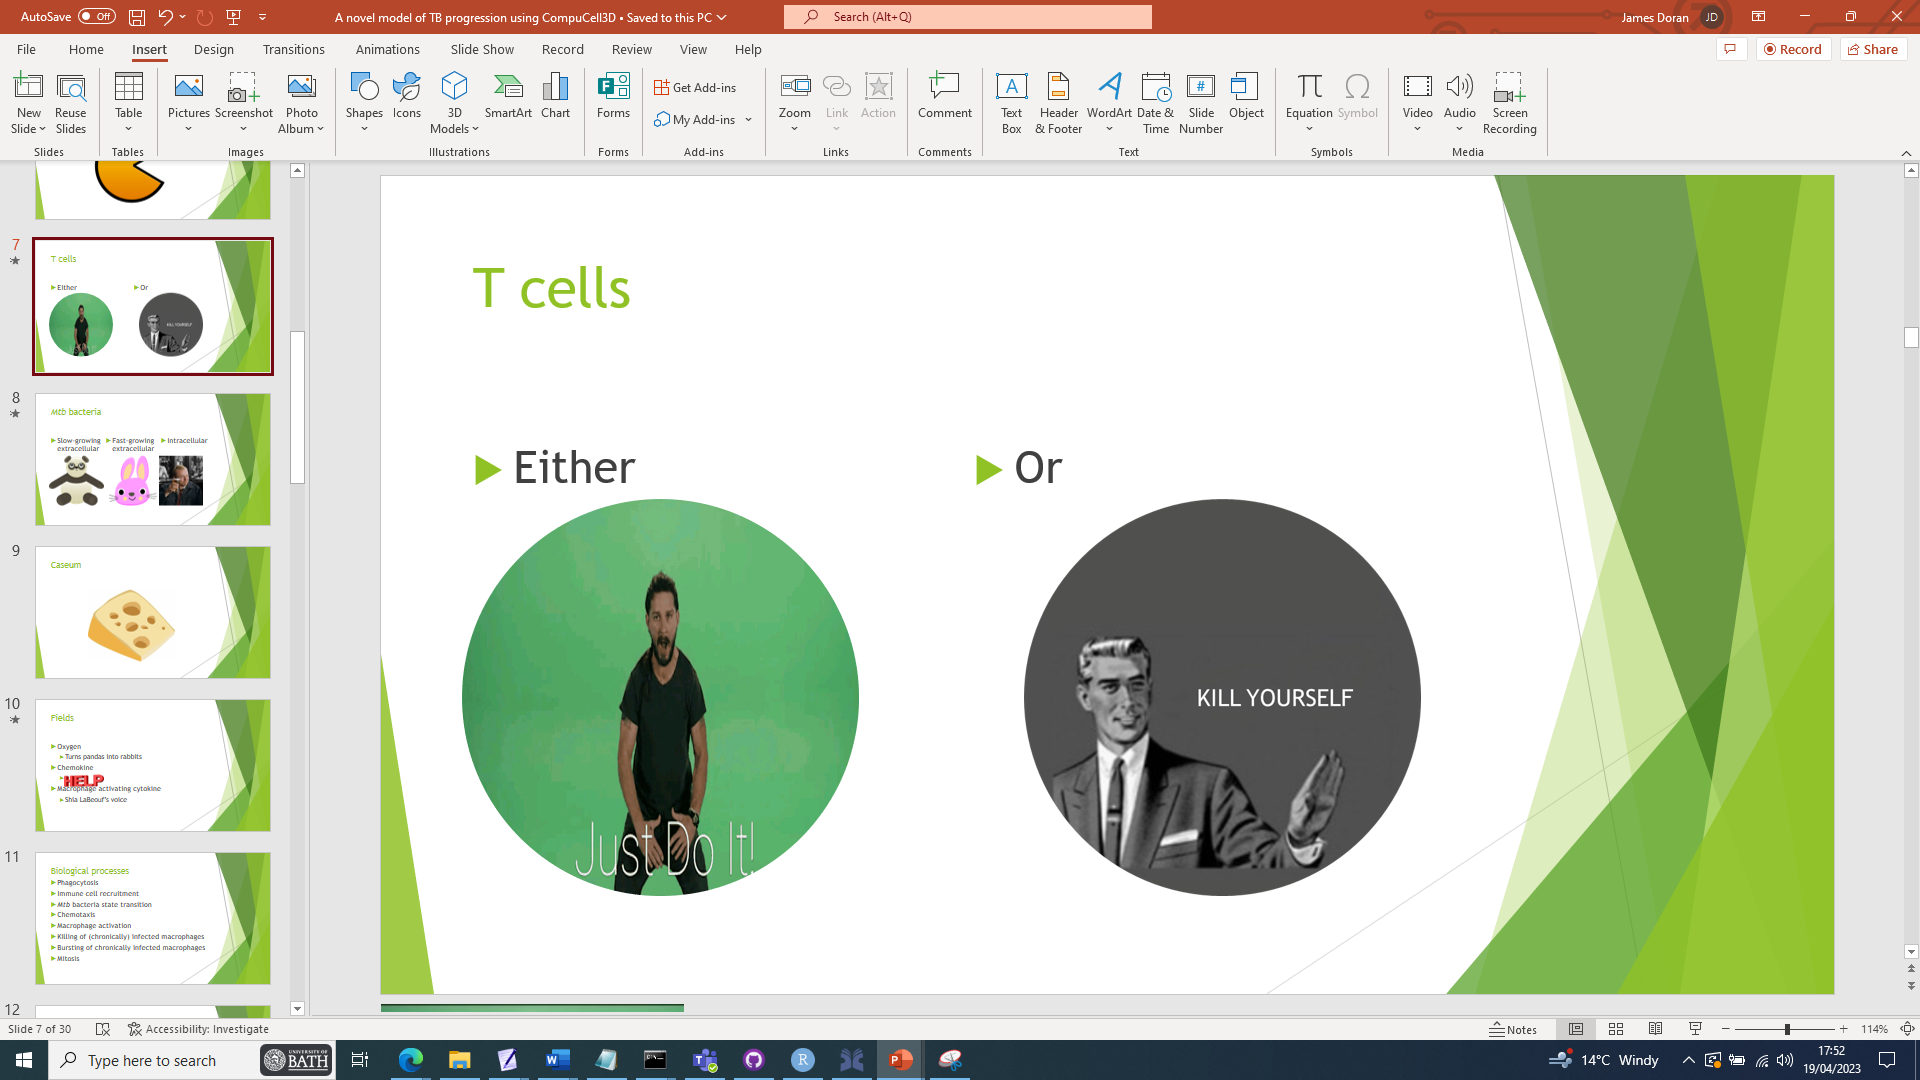 AutoSave Off
A novel model of TB progression using CompuCell3D • Saved to this PC
Search (Alt+Q)
James Doran JD
File Home Insert Design Transitions Animations Slide Show Record Review View Help
Record Share
New Slide
Reuse Slides
Table
Pictures
Screenshot
Photo Album
Shapes
Icons
3D Models
SmartArt
Chart
Forms
Get Add-ins
My Add-ins
Zoom
Link
Action
Comment
Text Box
Header & Footer
WordArt
Date & Time
Slide Number
Object
Equation
Symbol
Video
Audio
Screen Recording
Slides Tables Images Illustrations Forms Add-ins Links Comments Text Symbols Media
7
T cells
Either
Or
KILL YOURSELF
8
Mtb bacteria
Slow-growing extracellular
Fast-growing extracellular
Intracellular
9
Caseum
10
Fields
Oxygen
Turns pandas into rabbits
Chemokine
HELP
Macrophage activating cytokine
Shia LaBeouf's voice
11
Biological processes
Phagocytosis
Immune cell recruitment
Mtb bacteria state transition
Chemotaxis
Macrophage activation
Killing of (chronically) infected macrophages
Bursting of chronically infected macrophages
Mitosis
12
T cells
Either
Or
Just Do It!
KILL YOURSELF
Slide 7 of 30
Accessibility: Investigate
Notes
114%
Type here to search
UNIVERSITY OF BATH
14°C Windy
17:52
19/04/2023